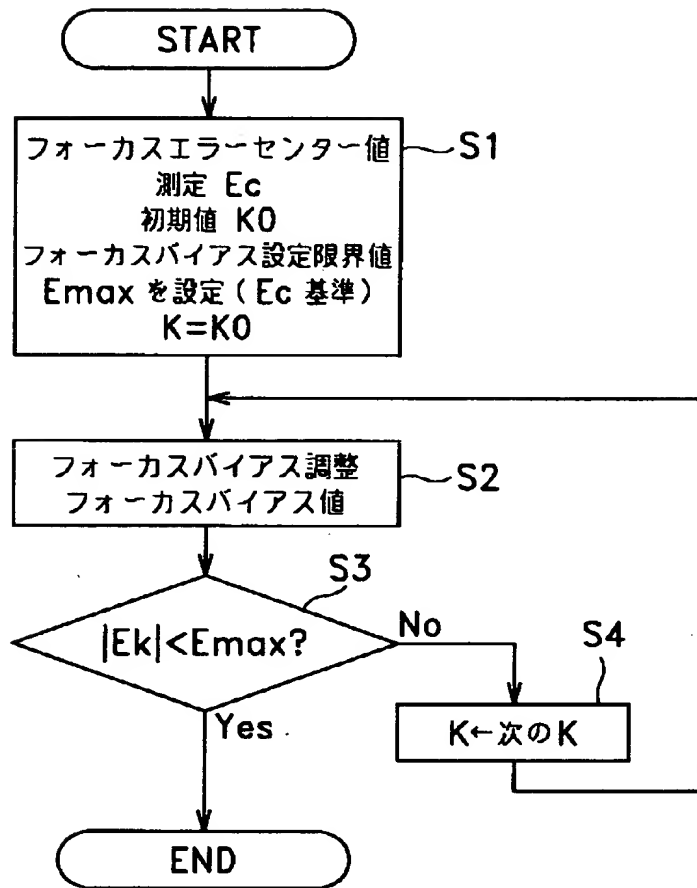 START
フォーカスエラーセンター値
測定 Ec
初期値 K0
フォーカスバイアス設定限界値
Emax を設定 ( Ec 基準 )
K=K0
S1
フォーカスバイアス調整
フォーカスバイアス値
S2
S3
|Ek|<Emax?
No
S4
K←次のK
Yes
END